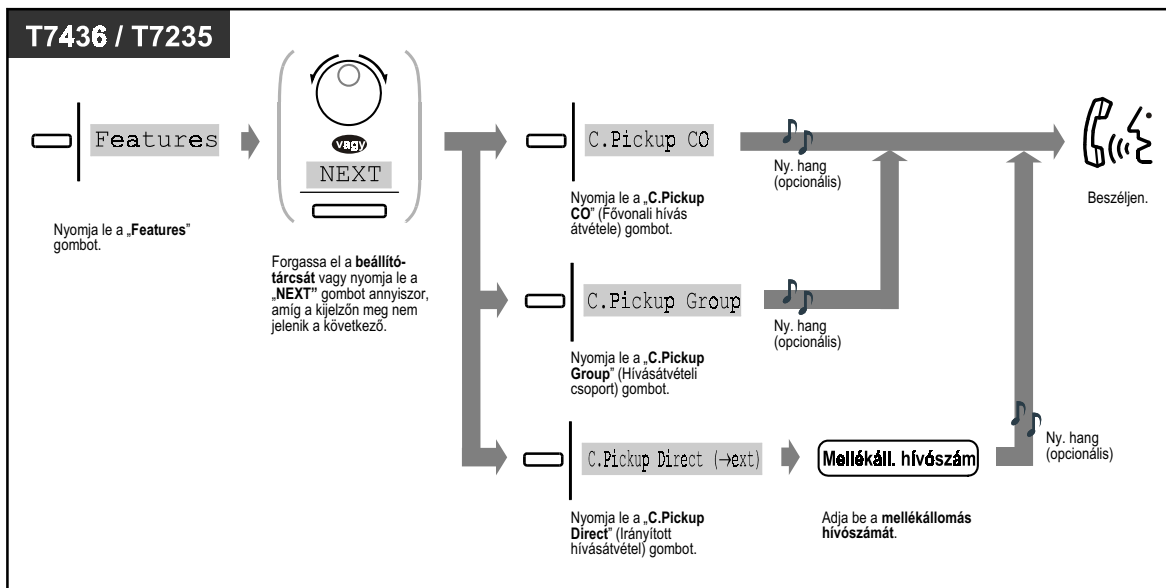 T7436 / T7235
Features
Nyomja le a „Features”
gombot.
vagy
NEXT
Forgassa el a beállító-
tárcsát vagy nyomja le a
„NEXT” gombot annyiszor,
amíg a kijelzőn meg nem
jelenik a következő.
C.Pickup CO
Nyomja le a „C.Pickup
CO” (Fővonali hívás
átvétele) gombot.
Ny. hang
(opcionális)
Beszéljen.
C.Pickup Group
Nyomja le a „C.Pickup
Group” (Hívásátvételi
csoport) gombot.
Ny. hang
(opcionális)
C.Pickup Direct (→ext)
Nyomja le a „C.Pickup
Direct” (Irányított
hívásátvétel) gombot.
Mellékáll. hívószám
Adja be a mellékállomás
hívószámát.
Ny. hang
(opcionális)